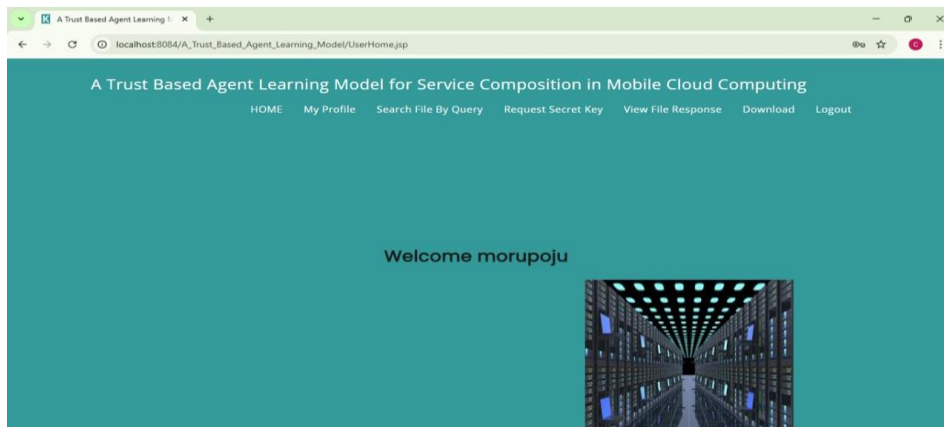 A Trust Based Agent Learning M
localhost:8084/A_Trust_Based_Agent_Learning_Model/UserHome.jsp
C
A Trust Based Agent Learning Model for Service Composition in Mobile Cloud Computing
HOME My Profile Search File By Query Request Secret Key View File Response Download Logout
Welcome morupoju